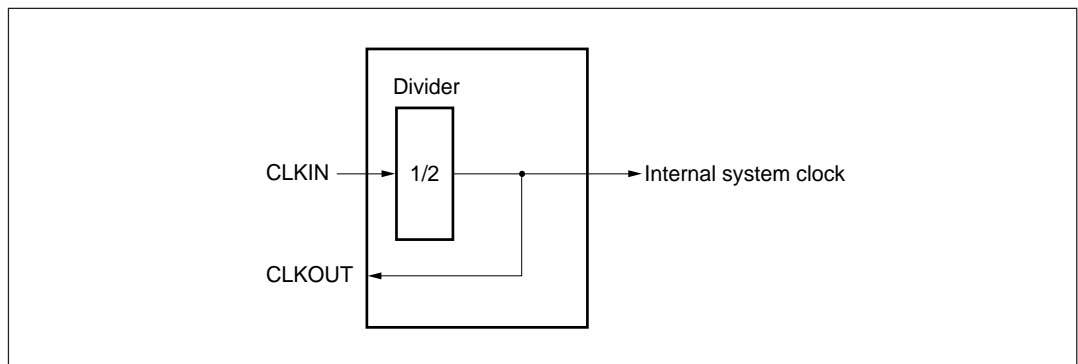 Divider
CLKIN
1/2
Internal system clock
CLKOUT